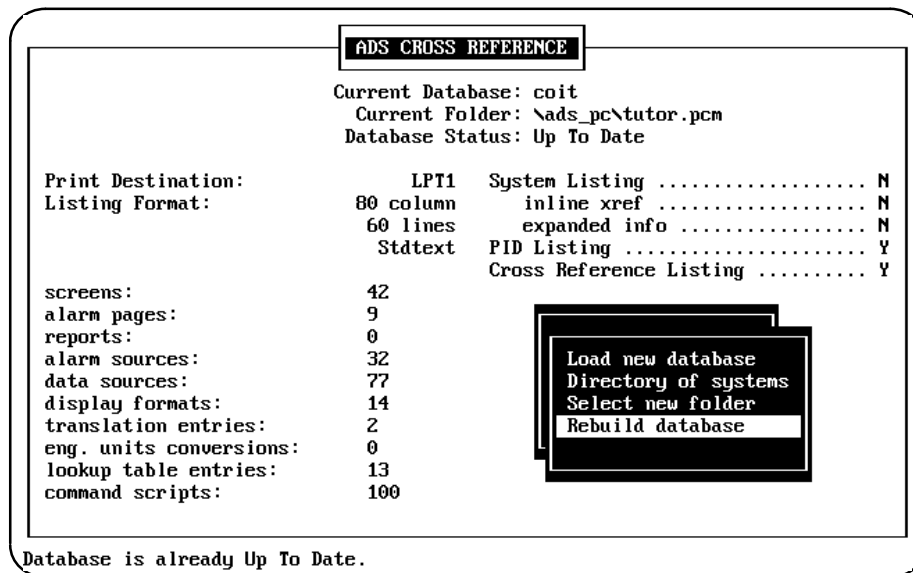 ADS CROSS REFERENCE
Current Database: coit
Current Folder: \ads_pc\tutor.pcm
Database Status: Up To Date
Print Destination: LPT1
Listing Format: 80 column
60 lines
Stdtext
System Listing ................... N
inline xref ................... N
expanded info ................. N
PID Listing ...................... Y
Cross Reference Listing .......... Y
screens: 42
alarm pages: 9
reports: 0
alarm sources: 32
data sources: 77
display formats: 14
translation entries: 2
eng. units conversions: 0
lookup table entries: 13
command scripts: 100
Load new database
Directory of systems
Select new folder
Rebuild database
Database is already Up To Date.